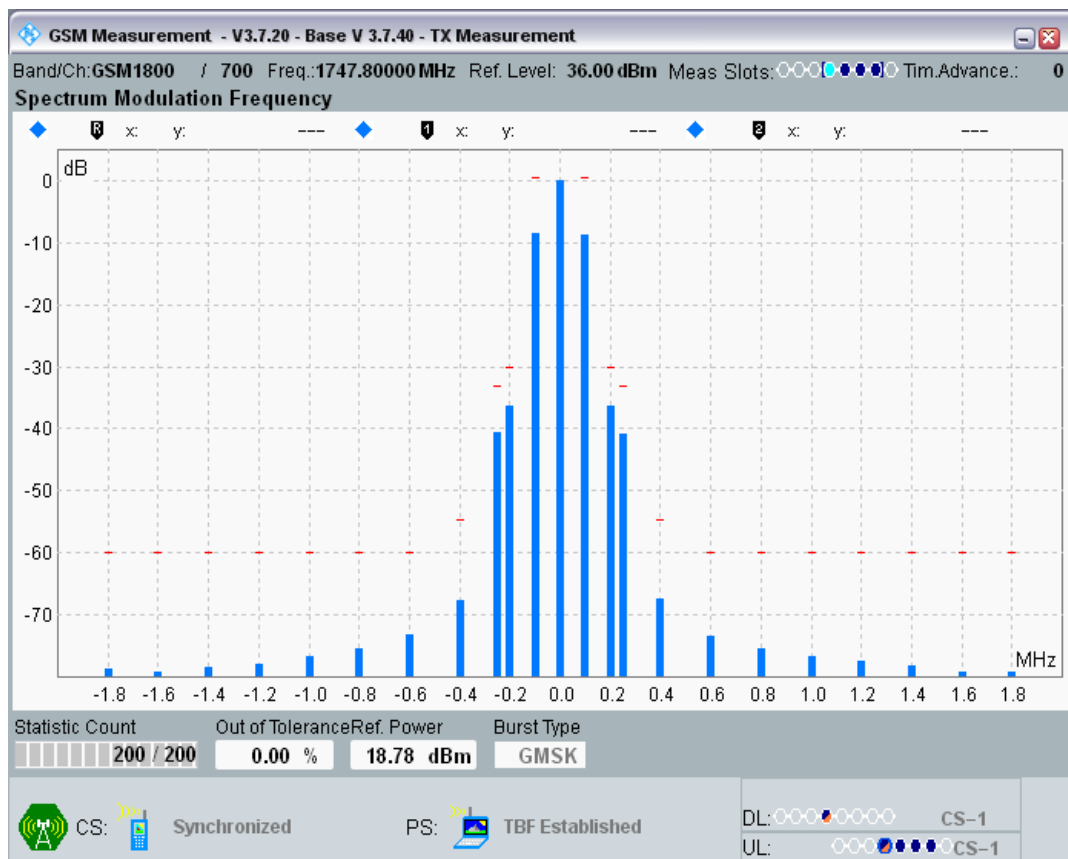 GSM Measurement - V3.7.20 - Base V 3.7.40 - TX Measurement
Band/Ch:GSM1800 / 700 Freq.:1747.80000 MHz Ref. Level: 36.00 dBm Meas Slots: Tim.Advance.: 0
Spectrum Modulation Frequency
R x: y: --- 1 x: y: --- 2 x: y: ---
dB
0
-10
-20
-30
-40
-50
-60
-70
MHz
-1.8 -1.6 -1.4 -1.2 -1.0 -0.8 -0.6 -0.4 -0.2 0.0 0.2 0.4 0.6 0.8 1.0 1.2 1.4 1.6 1.8
Statistic Count Out of Tolerance Ref. Power Burst Type
200 / 200 0.00 % 18.78 dBm GMSK
CS: Synchronized PS: TBF Established DL: CS-1
UL: CS-1